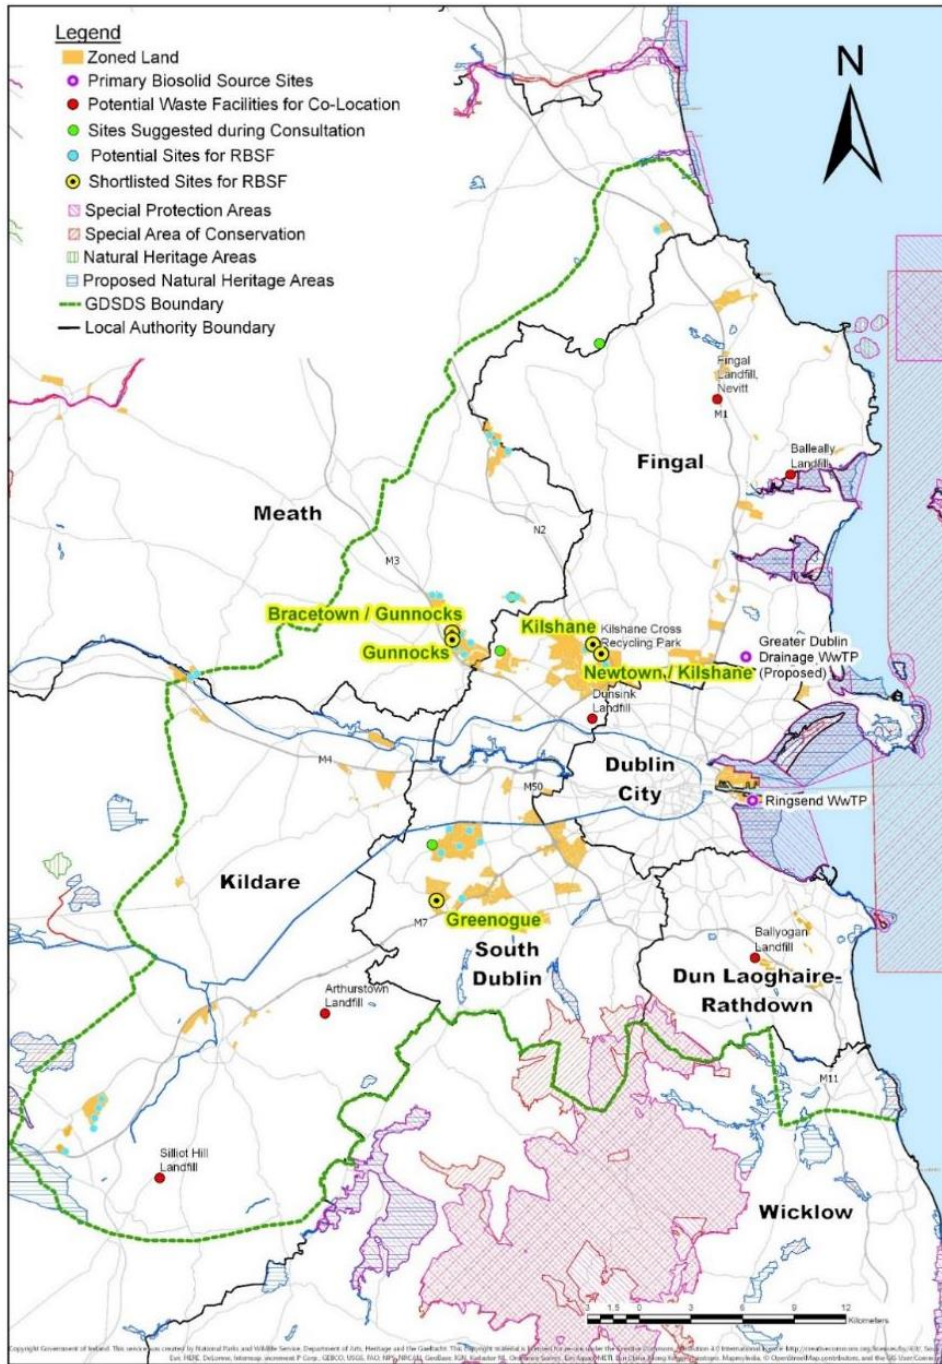 Legend
Zoned Land
Primary Biosolid Source Sites
Potential Waste Facilities for Co-Location
Sites Suggested during Consultation
Potential Sites for RBSF
Shortlisted Sites for RBSF
Special Protection Areas
Special Area of Conservation
Natural Heritage Areas
Proposed Natural Heritage Areas
GDSDS Boundary
Local Authority Boundary
N
Fingal
Landfill,
Nevitt
M1
Balleally
Landfill
Fingal
Meath
N2
M3
Bracetown / Gunnocks
Gunnocks
Kilshane
Kilshane Cross
Recycling Park
Newtown / Kilshane
Greater Dublin
Drainage WwTP
(Proposed)
Dunsink
Landfill
M4
Dublin
City
M50
Ringsend WwTP
Kildare
Greenogue
M7
South
Dublin
Ballyogan
Landfill
Dun Laoghaire-
Rathdown
Arthurstown
Landfill
M11
Silliot Hill
Landfill
Wicklow
3 1.5 0 3 6 9 12
Kilometers